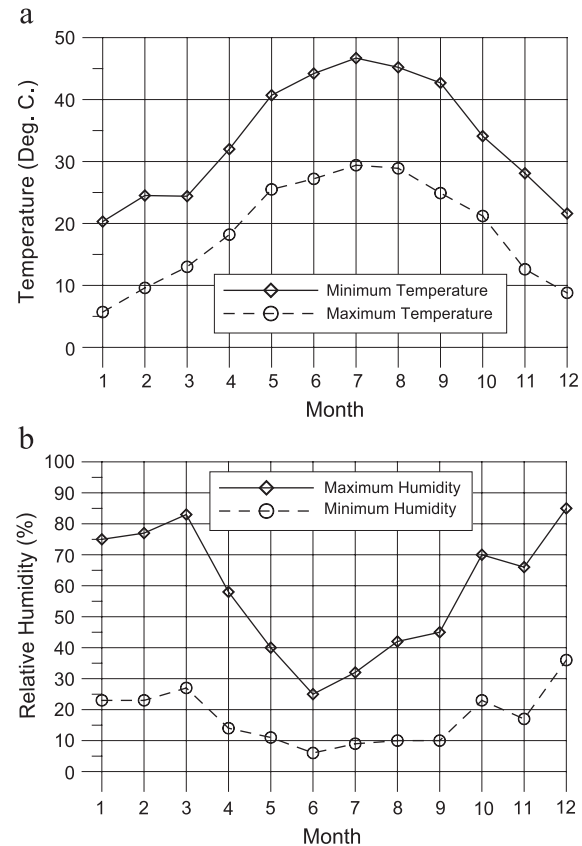 a
50
40
30
20
10
0
Temperature (Deg. C.)
Minimum Temperature
Maximum Temperature
1 2 3 4 5 6 7 8 9 10 11 12
Month
b
100
90
80
70
60
50
40
30
20
10
0
Relative Humidity (%)
Maximum Humidity
Minimum Humidity
1 2 3 4 5 6 7 8 9 10 11 12
Month